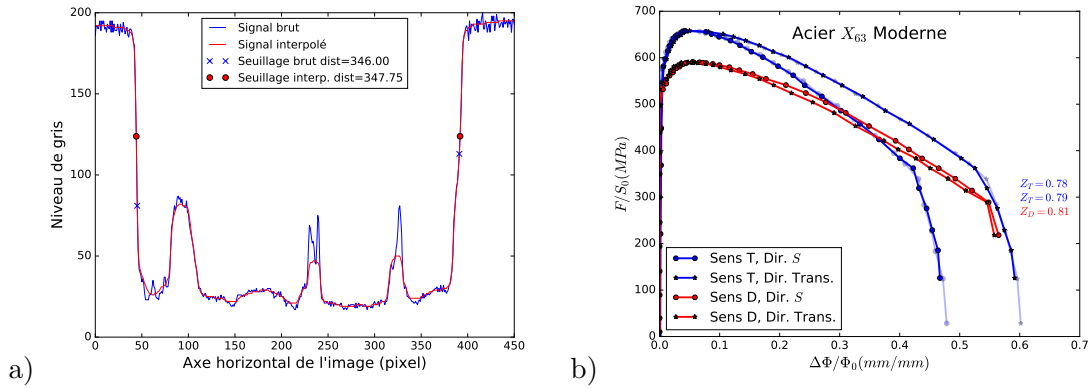 200
150
100
50
0
Niveau de gris
Signal brut
Signal interpolé
Seuillage brut dist=346.00
Seuillage interp. dist=347.75
0 50 100 150 200 250 300 350 400 450
Axe horizontal de l'image (pixel)
a)
700
600
500
400
300
200
100
0
F/S₀(MPa)
Acier X₆₃ Moderne
Z_T = 0.78
Z_T = 0.79
Z_D = 0.81
Sens T, Dir. S
Sens T, Dir. Trans.
Sens D, Dir. S
Sens D, Dir. Trans.
0.0 0.1 0.2 0.3 0.4 0.5 0.6 0.7
ΔΦ/Φ₀(mm/mm)
b)